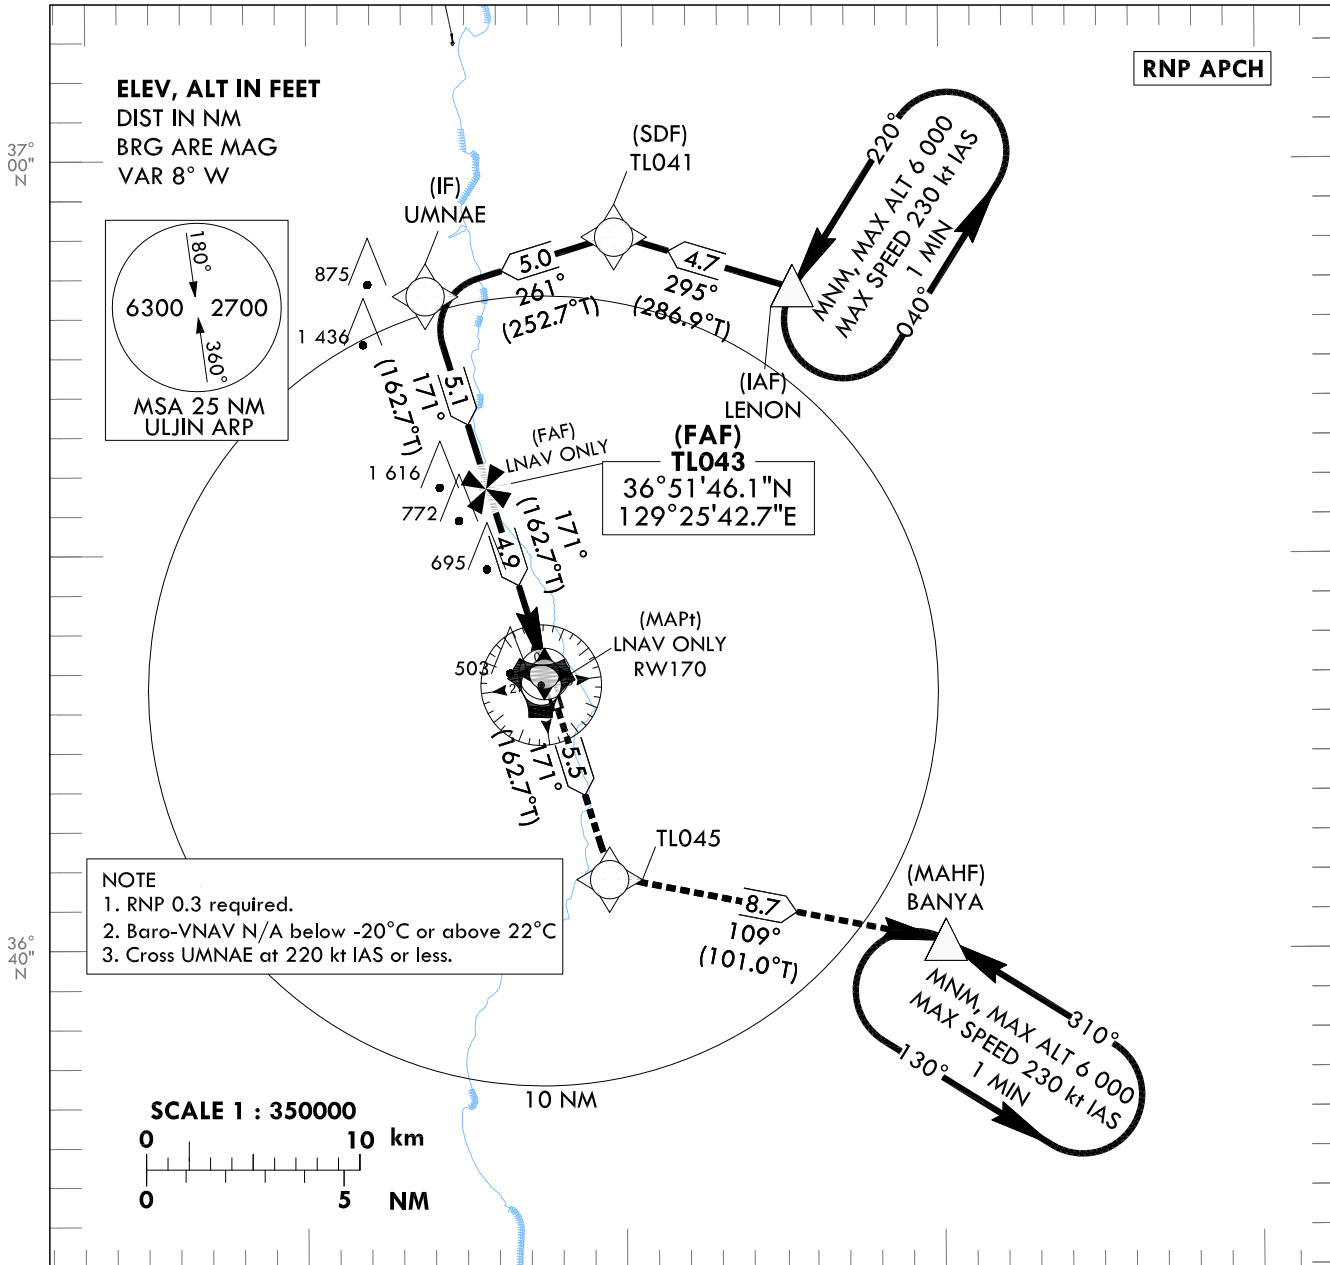 RNP APCH
ELEV, ALT IN FEET
DIST IN NM
BRG ARE MAG
VAR 8° W
37°
00"
N
(SDF)
TL041
(IF)
UMNAE
220°
MNM, MAX ALT 6 000
MAX SPEED 230 kt IAS
1 MIN
040°
180°
6300 2700
360°
MSA 25 NM
ULJIN ARP
875
1 436
5.0
261°
(252.7°T)
4.7
295°
(286.9°T)
(IAF)
LENON
5.1
171°
(162.7°T)
(FAF)
LNAV ONLY
(FAF)
TL043
36°51'46.1"N
129°25'42.7"E
1 616
772
695
4.9
171°
(162.7°T)
(MAPt)
LNAV ONLY
RW170
503
5.5
171°
(162.7°T)
TL045
NOTE
1. RNP 0.3 required.
2. Baro-VNAV N/A below -20°C or above 22°C
3. Cross UMNAE at 220 kt IAS or less.
36°
40"
N
8.7
109°
(101.0°T)
(MAHF)
BANYA
310°
MNM, MAX ALT 6 000
MAX SPEED 230 kt IAS
1 MIN
130°
10 NM
SCALE 1 : 350000
0 10 km
0 5 NM